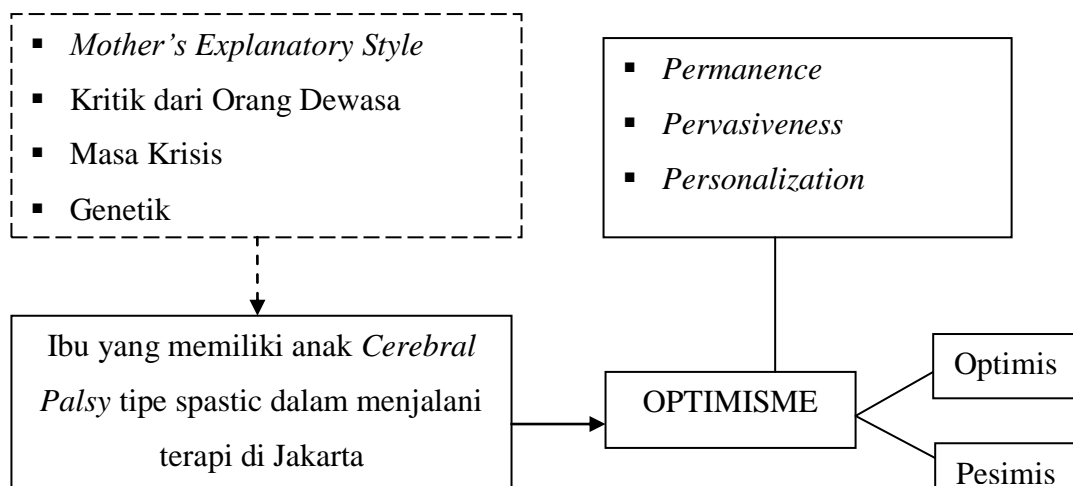 ▪ Mother’s Explanatory Style
▪ Kritik dari Orang Dewasa
▪ Masa Krisis
▪ Genetik
▪ Permanence
▪ Pervasiveness
▪ Personalization
Ibu yang memiliki anak Cerebral
Palsy tipe spastic dalam menjalani
terapi di Jakarta
OPTIMISME
Optimis
Pesimis